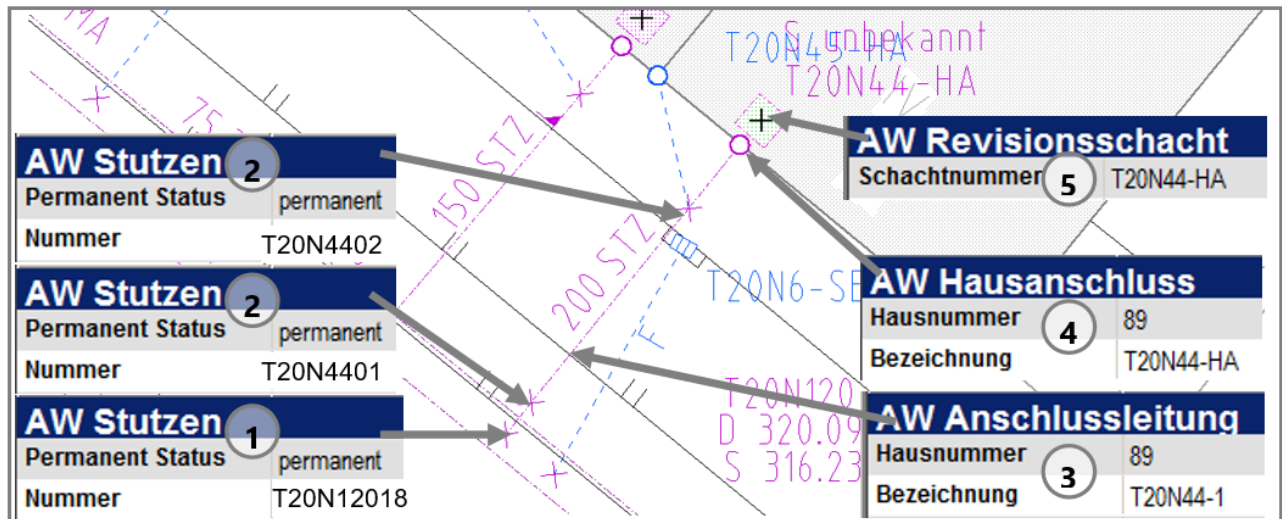 MA
75
150 STZ
200 STZ
F
S unbekannt
T20N45-HA
T20N44-HA
T20N6-SE
T20N120
D 320.09
S 316.23
AW Stutzen 2
Permanent Status permanent
Nummer T20N4402
AW Stutzen 2
Permanent Status permanent
Nummer T20N4401
AW Stutzen 1
Permanent Status permanent
Nummer T20N12018
AW Revisionsschacht
Schachtnummer 5 T20N44-HA
AW Hausanschluss
Hausnummer 4 89
Bezeichnung T20N44-HA
AW Anschlussleitung
Hausnummer 3 89
Bezeichnung T20N44-1